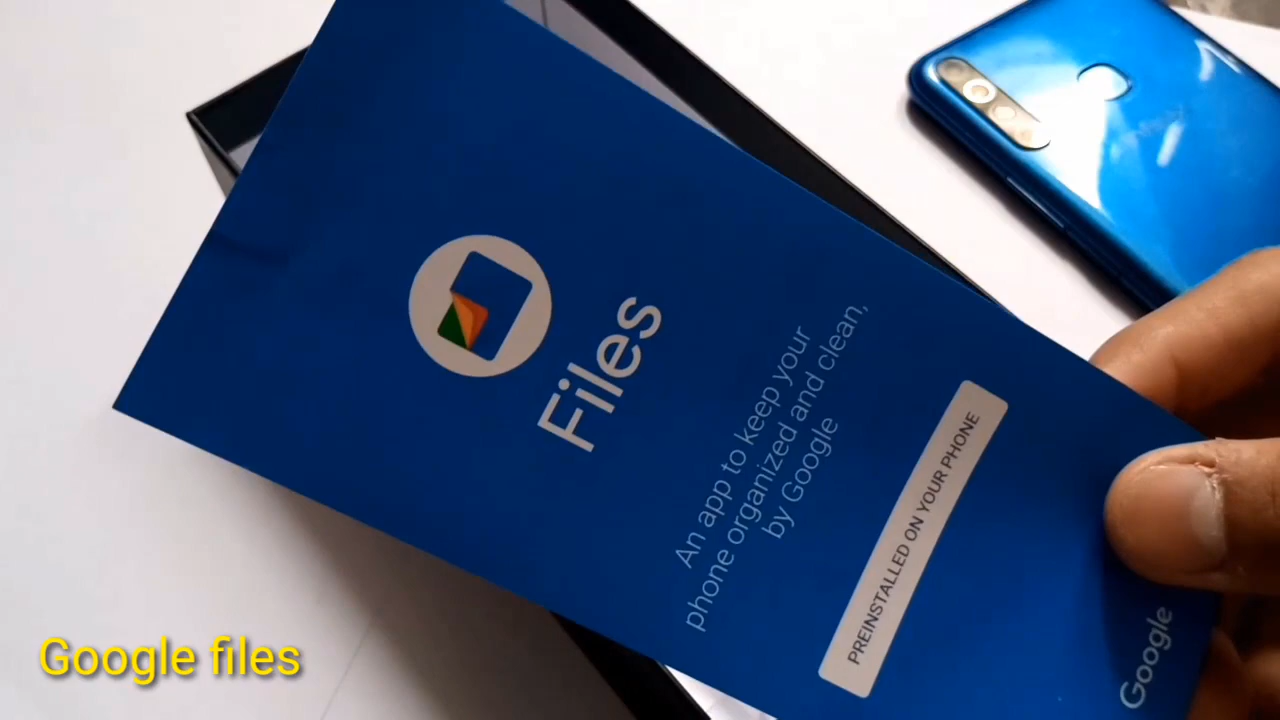 Files
An app to keep your
phone organized and clean,
by Google
PREINSTALLED ON YOUR PHONE
Google
Google files